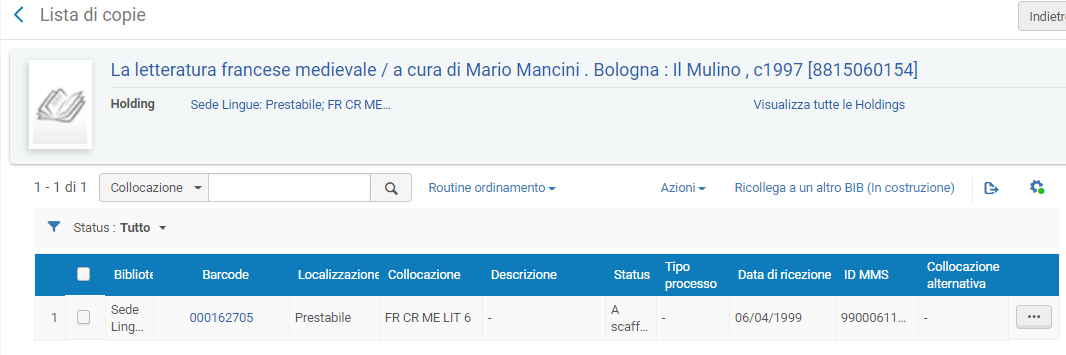 Lista di copie
Indietro
La letteratura francese medievale / a cura di Mario Mancini . Bologna : Il Mulino , c1997 [8815060154]
Holding Sede Lingue: Prestabile; FR CR ME... Visualizza tutte le Holdings
1 - 1 di 1 Collocazione Routine ordinamento Azioni Ricollega a un altro BIB (In costruzione)
Status : Tutto
Bibliote Barcode Localizzazione Collocazione Descrizione Status Tipo processo Data di ricezione ID MMS Collocazione alternativa
1 Sede Ling... 000162705 Prestabile FR CR ME LIT 6 - A scaff... - 06/04/1999 99000611... - ...